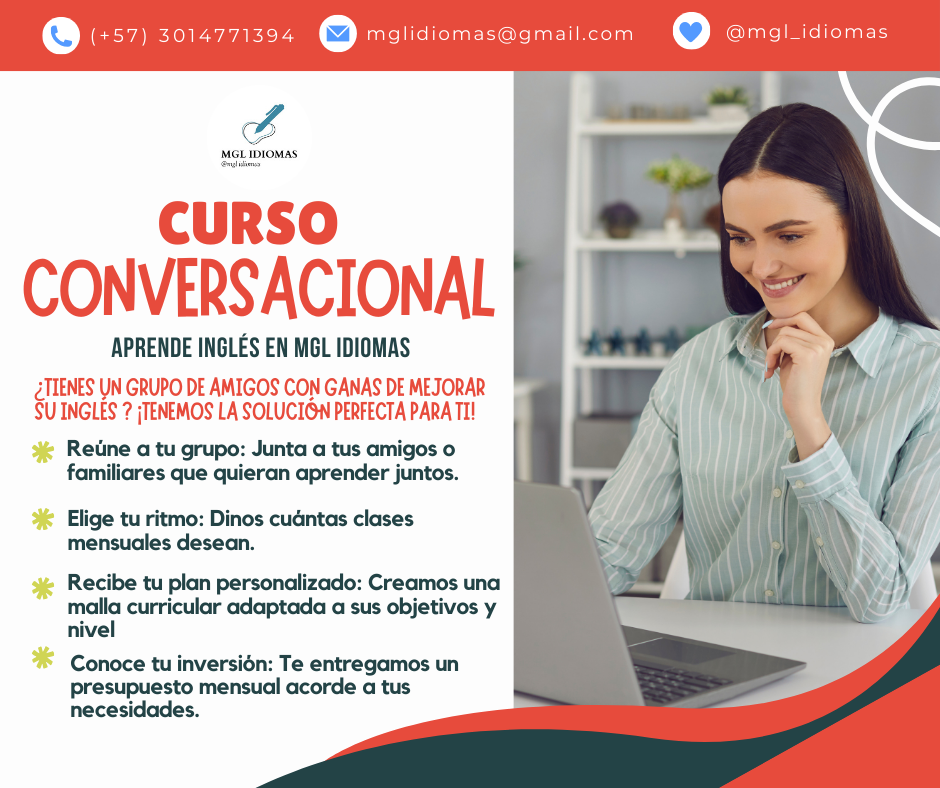 (+57) 3014771394
mglidiomas@gmail.com
@mgl_idiomas
MGL IDIOMAS
@mgl idiomas
CURSO
CONVERSACIONAL
APRENDE INGLÉS EN MGL IDIOMAS
¿TIENES UN GRUPO DE AMIGOS CON GANAS DE MEJORAR
SU INGLÉS ? ¡TENEMOS LA SOLUCIÓN PERFECTA PARA TI!
Reúne a tu grupo: Junta a tus amigos o
familiares que quieran aprender juntos.
Elige tu ritmo: Dinos cuántas clases
mensuales desean.
Recibe tu plan personalizado: Creamos una
malla curricular adaptada a sus objetivos y
nivel
Conoce tu inversión: Te entregamos un
presupuesto mensual acorde a tus
necesidades.